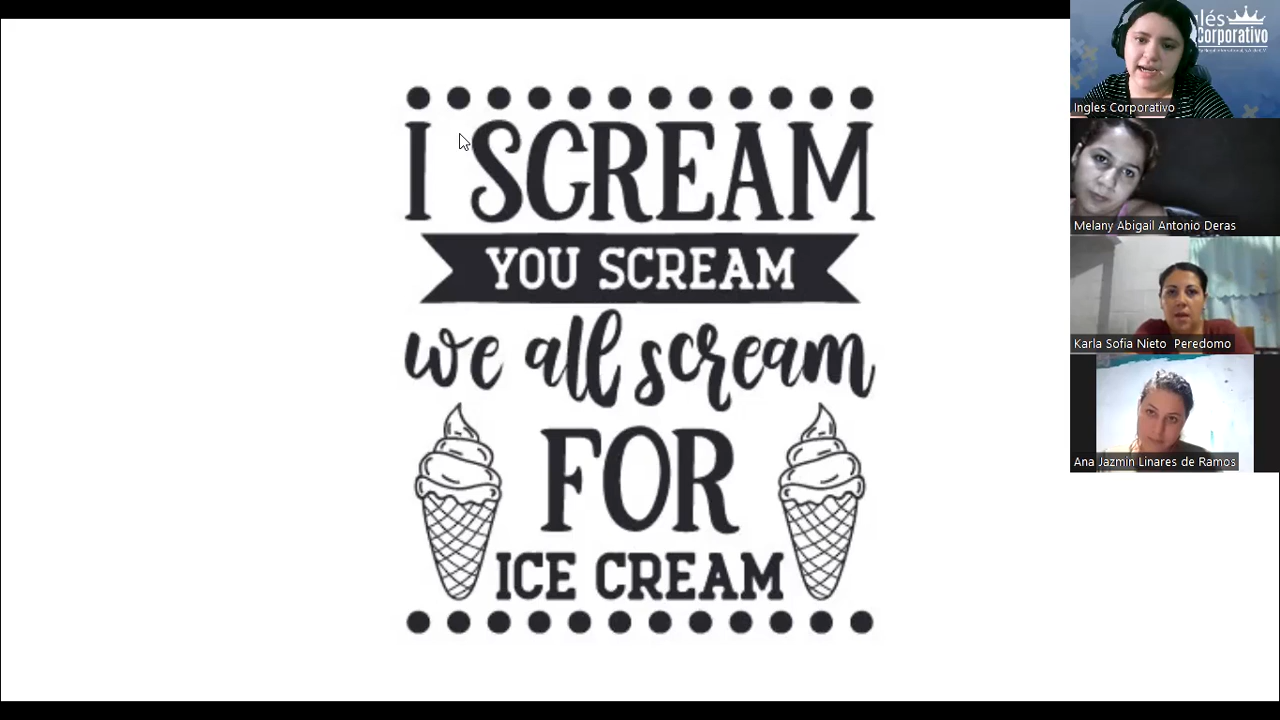 I SCREAM
YOU SCREAM
we all scream
FOR
ICE CREAM
Corporativo
Ingles Corporativo
Melany Abigail Antonio Deras
Karla Sofia Nieto Peredomo
Ana Jazmin Linares de Ramos